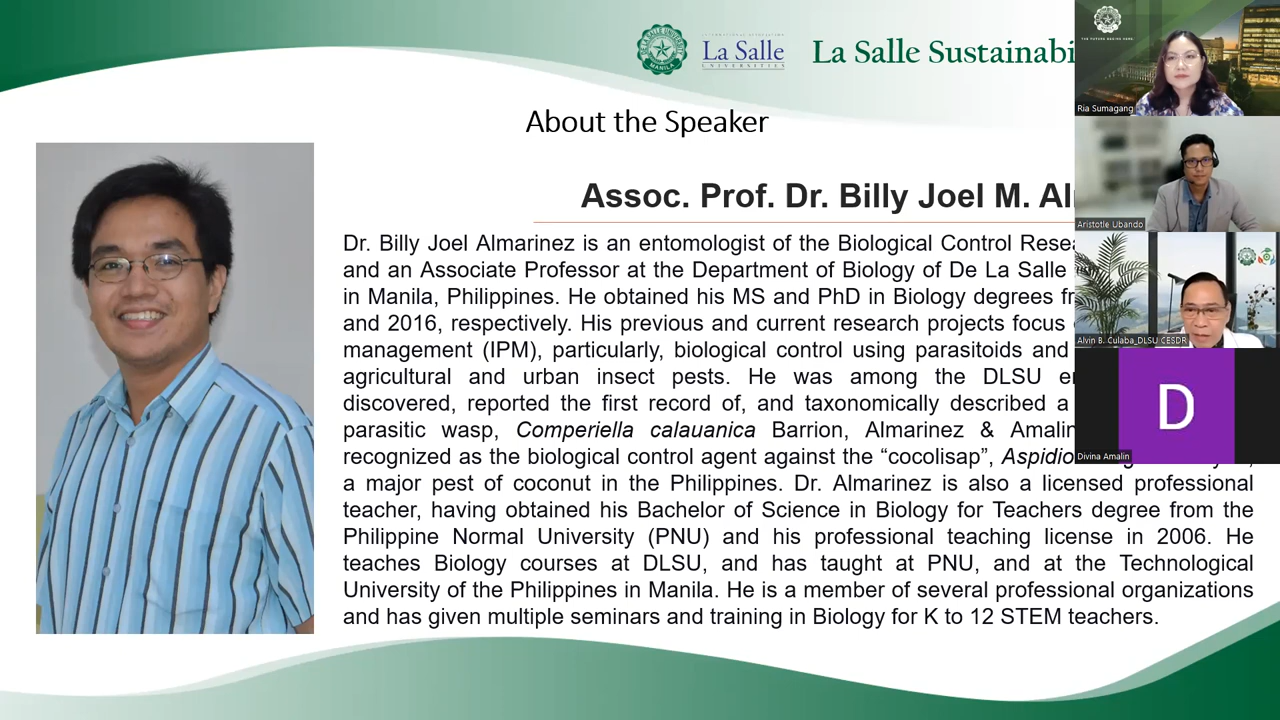 La Salle
UNIVERSITIES
La Salle Sustainabi
About the Speaker
Assoc. Prof. Dr. Billy Joel M. Al
Dr. Billy Joel Almarinez is an entomologist of the Biological Control Resea
and an Associate Professor at the Department of Biology of De La Salle
in Manila, Philippines. He obtained his MS and PhD in Biology degrees fr
and 2016, respectively. His previous and current research projects focus
management (IPM), particularly, biological control using parasitoids and
agricultural and urban insect pests. He was among the DLSU en
discovered, reported the first record of, and taxonomically described a
parasitic wasp, Comperiella calauanica Barrion, Almarinez & Amalin
recognized as the biological control agent against the “cocolisap”, Aspidio
a major pest of coconut in the Philippines. Dr. Almarinez is also a licensed professional
teacher, having obtained his Bachelor of Science in Biology for Teachers degree from the
Philippine Normal University (PNU) and his professional teaching license in 2006. He
teaches Biology courses at DLSU, and has taught at PNU, and at the Technological
University of the Philippines in Manila. He is a member of several professional organizations
and has given multiple seminars and training in Biology for K to 12 STEM teachers.
THE FUTURE BEGINS HERE
Ria Sumagang
Aristotle Ubando
Alvin B. Culaba_DLSU CESDR
D
Divina Amalin